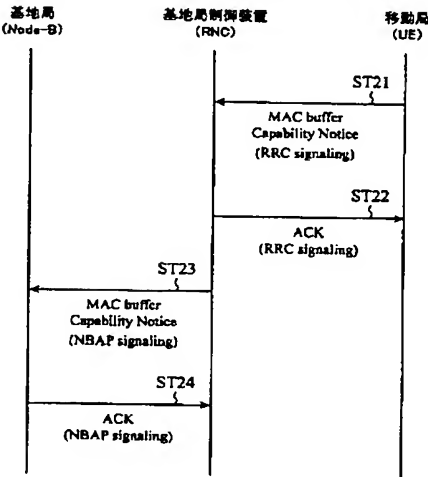 基地局
(Node-B)
基地局制御装置
(RNC)
移動局
(UE)
ST21
MAC buffer
Capability Notice
(RRC signaling)
ST22
ACK
(RRC signaling)
ST23
MAC buffer
Capability Notice
(NBAP signaling)
ST24
ACK
(NBAP signaling)